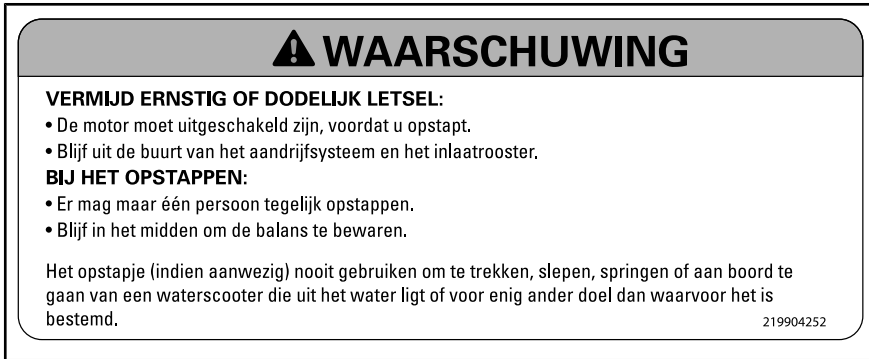 WAARSCHUWING
VERMIJD ERNSTIG OF DODELIJK LETSEL:
• De motor moet uitgeschakeld zijn, voordat u opstapt.
• Blijf uit de buurt van het aandrijfsysteem en het inlaatrooster.
BIJ HET OPSTAPPEN:
• Er mag maar één persoon tegelijk opstappen.
• Blijf in het midden om de balans te bewaren.
Het opstapje (indien aanwezig) nooit gebruiken om te trekken, slepen, springen of aan boord te
gaan van een waterscooter die uit het water ligt of voor enig ander doel dan waarvoor het is
bestemd.
219904252